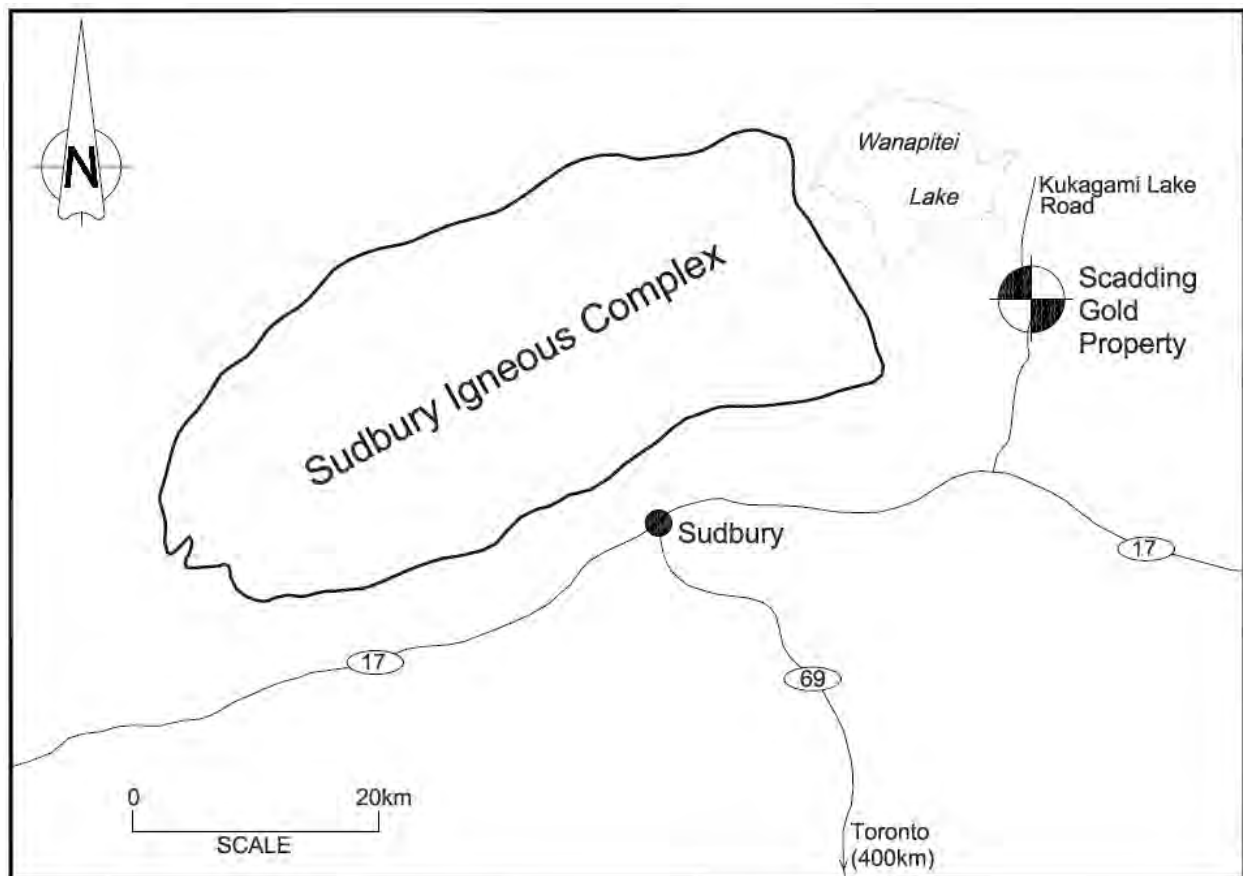 N
Wanapitei
Lake
Kukagami Lake
Road
Scadding
Gold
Property
Sudbury Igneous Complex
Sudbury
17
17
69
0 20km
SCALE
Toronto
(400km)